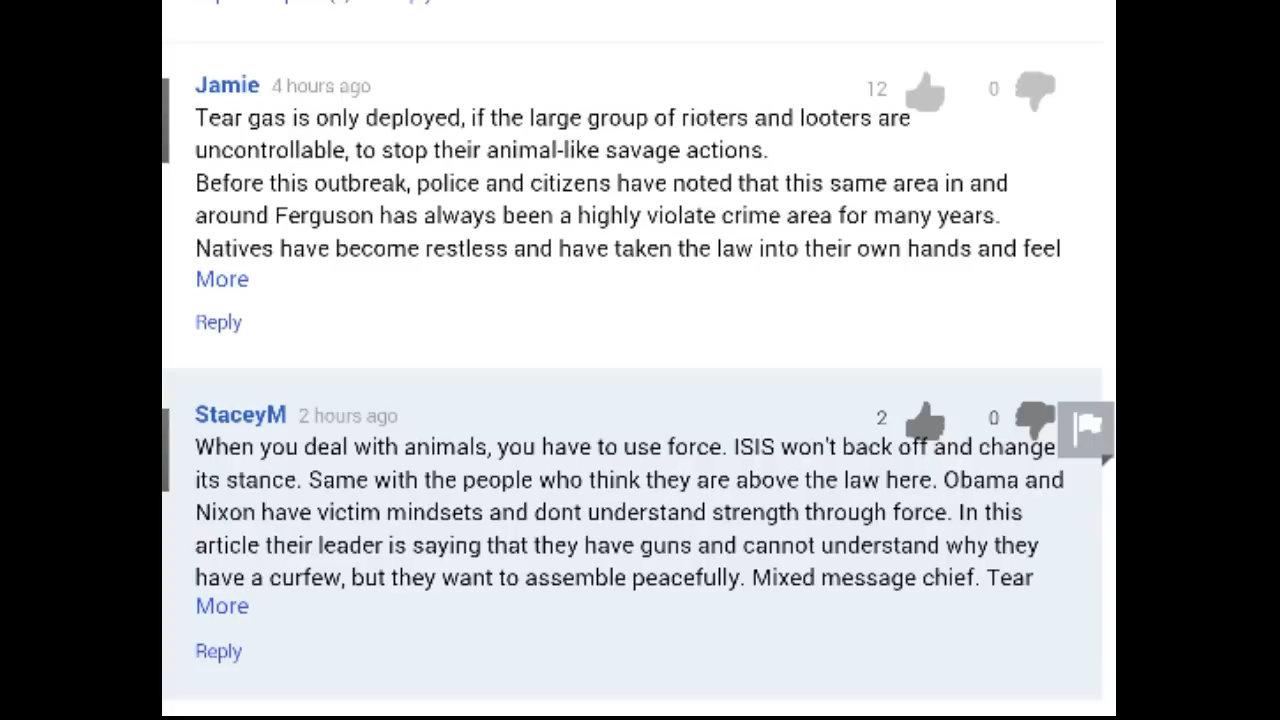 Jamie 4 hours ago 12 0
Tear gas is only deployed, if the large group of rioters and looters are
uncontrollable, to stop their animal-like savage actions.
Before this outbreak, police and citizens have noted that this same area in and
around Ferguson has always been a highly violate crime area for many years.
Natives have become restless and have taken the law into their own hands and feel
More
Reply
StaceyM 2 hours ago 2 0
When you deal with animals, you have to use force. ISIS won't back off and change
its stance. Same with the people who think they are above the law here. Obama and
Nixon have victim mindsets and dont understand strength through force. In this
article their leader is saying that they have guns and cannot understand why they
have a curfew, but they want to assemble peacefully. Mixed message chief. Tear
More
Reply